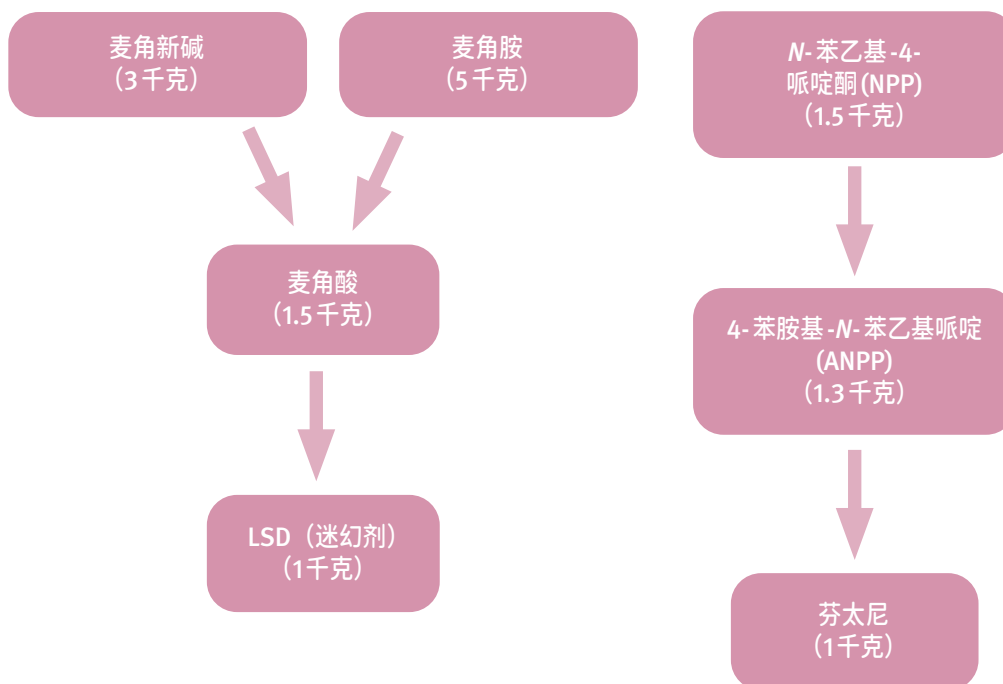 麦角新碱
（3千克）
麦角胺
（5千克）
麦角酸
（1.5千克）
LSD（迷幻剂）
（1千克）
N-苯乙基-4-
哌啶酮(NPP)
（1.5千克）
4-苯胺基-N-苯乙基哌啶
(ANPP)
（1.3千克）
芬太尼
（1千克）